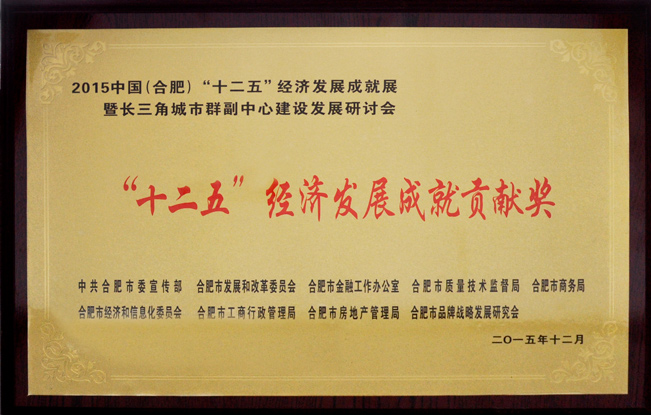 2015中国(合肥)“十二五”经济发展成就展
暨长三角城市群副中心建设发展研讨会
“十二五”经济发展成就贡献奖
中共合肥市委宣传部 合肥市发展和改革委员会 合肥市金融工作办公室 合肥市质量技术监督局 合肥市商务局
合肥市经济和信息化委员会 合肥市工商行政管理局 合肥市房地产管理局 合肥市品牌战略发展研究会
二〇一五年十二月